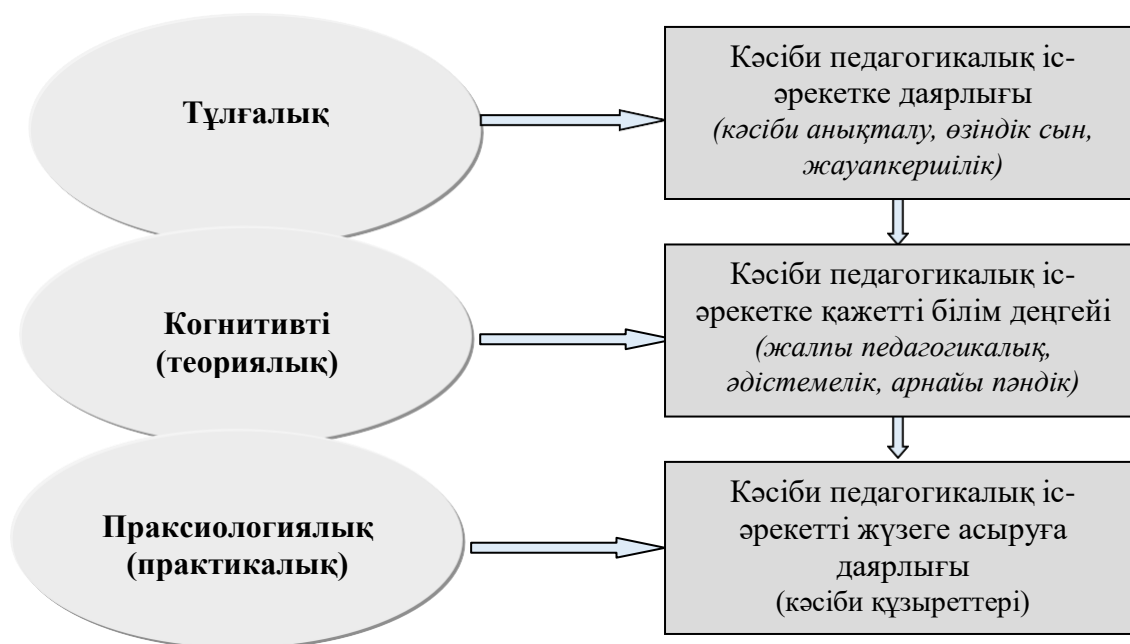 Тұлғалық
Кәсіби педагогикалық іс-
әрекетке даярлығы
(кәсіби анықталу, өзіндік сын,
жауапкершілік)
Когнитивті
(теориялық)
Кәсіби педагогикалық іс-
әрекетке қажетті білім деңгейі
(жалпы педагогикалық,
әдістемелік, арнайы пәндік)
Праксиологиялық
(практикалық)
Кәсіби педагогикалық іс-
әрекетті жүзеге асыруға
даярлығы
(кәсіби құзыреттері)